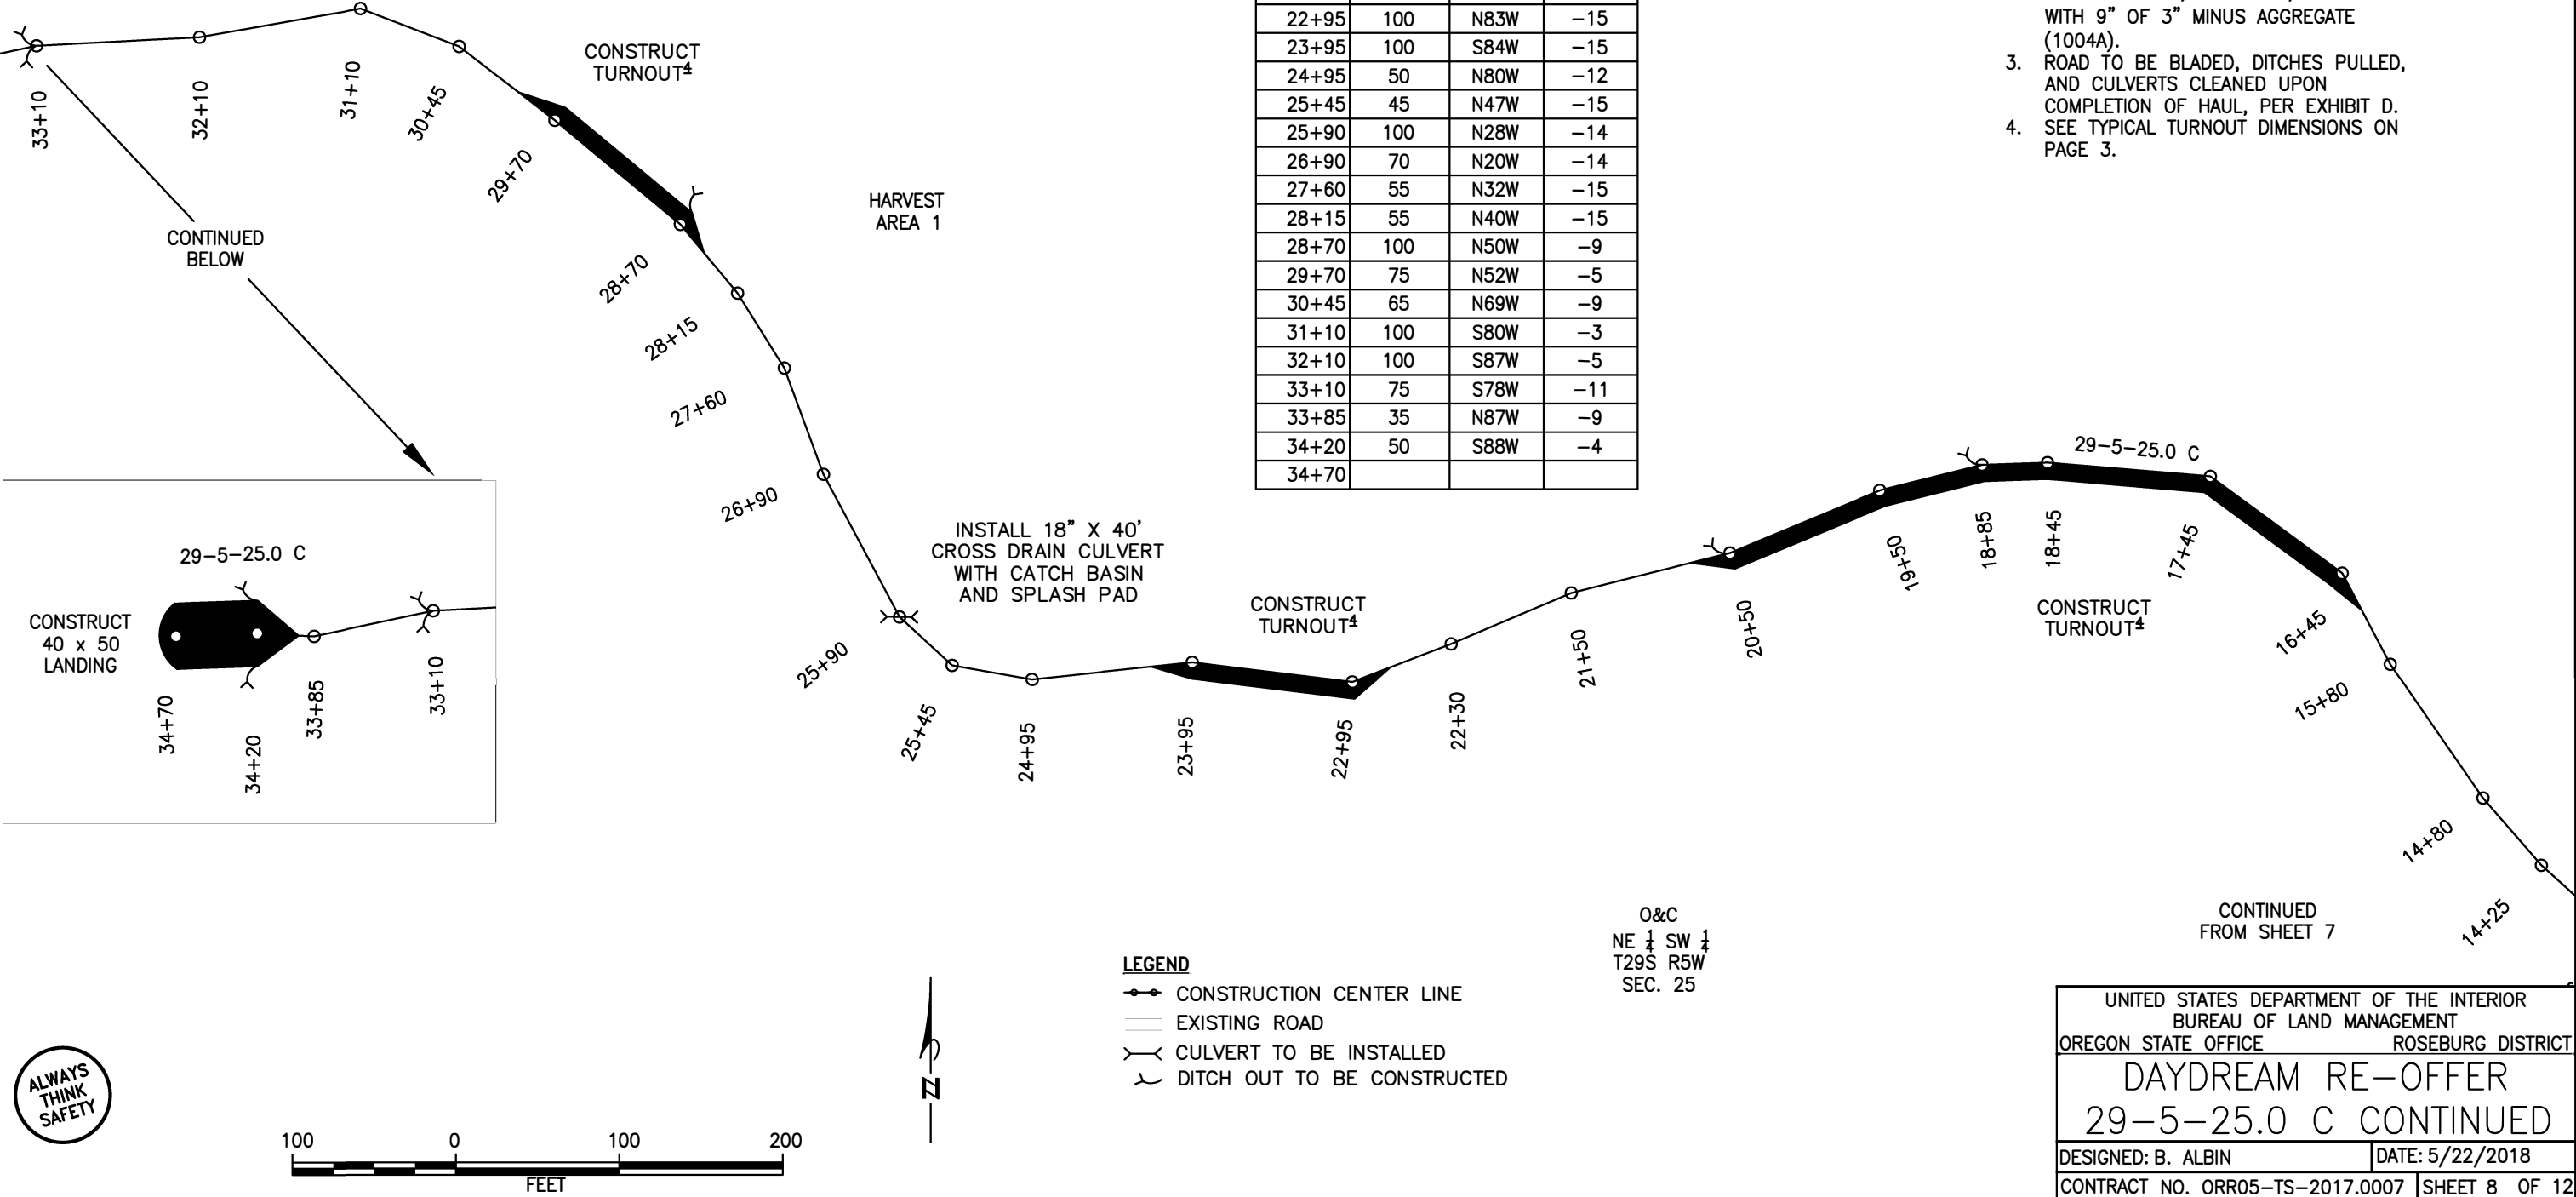 22+95 100 N83W −15
23+95 100 S84W −15
24+95 50 N80W −12
25+45 45 N47W −15
25+90 100 N28W −14
26+90 70 N20W −14
27+60 55 N32W −15
28+15 55 N40W −15
28+70 100 N50W −9
29+70 75 N52W −5
30+45 65 N69W −9
31+10 100 S80W −3
32+10 100 S87W −5
33+10 75 S78W −11
33+85 35 N87W −9
34+20 50 S88W −4
34+70
WITH 9” OF 3” MINUS AGGREGATE
(1004A).
3. ROAD TO BE BLADED, DITCHES PULLED,
AND CULVERTS CLEANED UPON
COMPLETION OF HAUL, PER EXHIBIT D.
4. SEE TYPICAL TURNOUT DIMENSIONS ON
PAGE 3.
CONSTRUCT
TURNOUT4
33+10
32+10
31+10
30+45
29+70
28+70
28+15
27+60
26+90
25+90
25+45
24+95
23+95
22+95
22+30
21+50
20+50
19+50
18+85
18+45
17+45
16+45
15+80
14+80
14+25
HARVEST
AREA 1
CONTINUED
BELOW
29−5−25.0 C
INSTALL 18” X 40’
CROSS DRAIN CULVERT
WITH CATCH BASIN
AND SPLASH PAD
CONSTRUCT
TURNOUT4
CONSTRUCT
TURNOUT4
29−5−25.0 C
CONSTRUCT
40 x 50
LANDING
34+70
34+20
33+85
33+10
CONTINUED
FROM SHEET 7
O&C
NE 1/4 SW 1/4
T29S R5W
SEC. 25
LEGEND
CONSTRUCTION CENTER LINE
EXISTING ROAD
CULVERT TO BE INSTALLED
DITCH OUT TO BE CONSTRUCTED
N
ALWAYS
THINK
SAFETY
100 0 100 200
FEET
UNITED STATES DEPARTMENT OF THE INTERIOR
BUREAU OF LAND MANAGEMENT
OREGON STATE OFFICE ROSEBURG DISTRICT
DAYDREAM RE−OFFER
29−5−25.0 C CONTINUED
DESIGNED: B. ALBIN DATE: 5/22/2018
CONTRACT NO. ORR05−TS−2017.0007 SHEET 8 OF 12